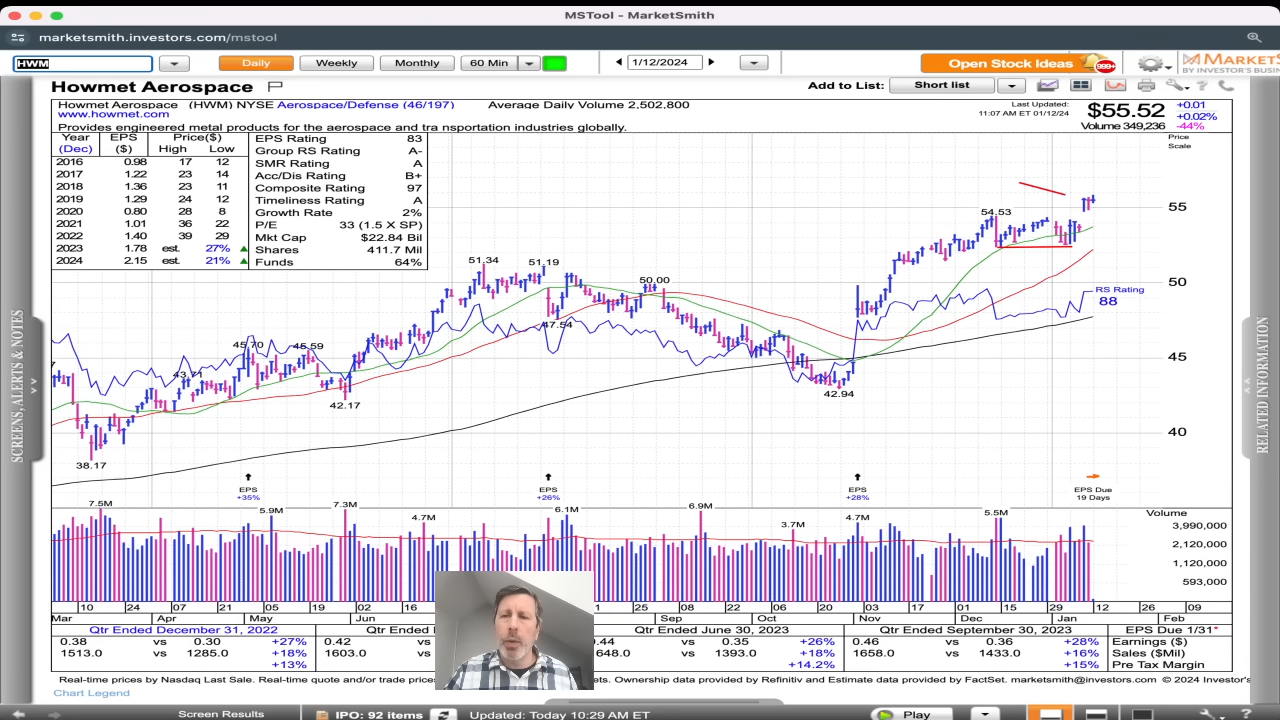 MSTool - MarketSmith
marketsmith.investors.com/mstool
HWM Daily Weekly Monthly 60 Min 1/12/2024 Open Stock Ideas 999+ MARKETS
BY INVESTOR'S BUSIN
Howmet Aerospace Add to List: Short list
Howmet Aerospace (HWM) NYSE Aerospace/Defense (46/197) Average Daily Volume 2,502,800
www.howmet.com
Provides engineered metal products for the aerospace and tra nsportation industries globally.
Last Updated:
11:07 AM ET 01/12/24
$55.52 +0.01
+0.02%
Volume 349,236 -44%
Year EPS Price($)
(Dec) ($) High Low
2016 0.98 17 12
2017 1.22 23 14
2018 1.36 23 11
2019 1.29 24 12
2020 0.80 28 8
2021 1.01 36 22
2022 1.40 39 29
2023 1.78 est. 27%
2024 2.15 est. 21%
EPS Rating 83
Group RS Rating A-
SMR Rating A
Acc/Dis Rating B+
Composite Rating 97
Timeliness Rating A
Growth Rate 2%
P/E 33 (1.5 X SP)
Mkt Cap $22.84 Bil
Shares 411.7 Mil
Funds 64%
Price
Scale
55
50
45
40
54.53
51.34 51.19
50.00
47.54
45.70 45.59
43.71
42.17
42.94
38.17
RS Rating
88
EPS +35%
EPS +26%
EPS +28%
EPS Due
19 Days
7.5M 5.9M 7.3M 4.7M 6.1M 6.9M 3.7M 4.7M 5.5M
Volume
3,990,000
2,120,000
1,120,000
593,000
10 24 07 21 05 19 02 16 11 25 08 22 06 20 03 17 01 15 29 12 26 09
Mar Apr May Jun Sep Oct Nov Dec Jan Feb
Qtr Ended December 31, 2022 Qtr Ended June 30, 2023 Qtr Ended September 30, 2023 EPS Due 1/31*
0.38 vs 0.30 +27% 0.42 vs .44 0.35 +26% 0.46 vs 0.36 +28% Earnings ($)
1513.0 vs 1285.0 +18% 1603.0 vs 648.0 vs 1393.0 +18% 1658.0 vs 1433.0 +16% Sales ($Mil)
+13% +14.2% +15% Pre Tax Margin
Real-time prices by Nasdaq Last Sale. Real-time quote and/or trade prices ts. Ownership data provided by Refinitiv and Estimate data provided by FactSet. marketsmith@investors.com © 2024 Investor's
Chart Legend
SCREENS, ALERTS & NOTES
RELATED INFORMATION
Screen Results IPO: 92 items Updated: Today 10:29 AM ET Play